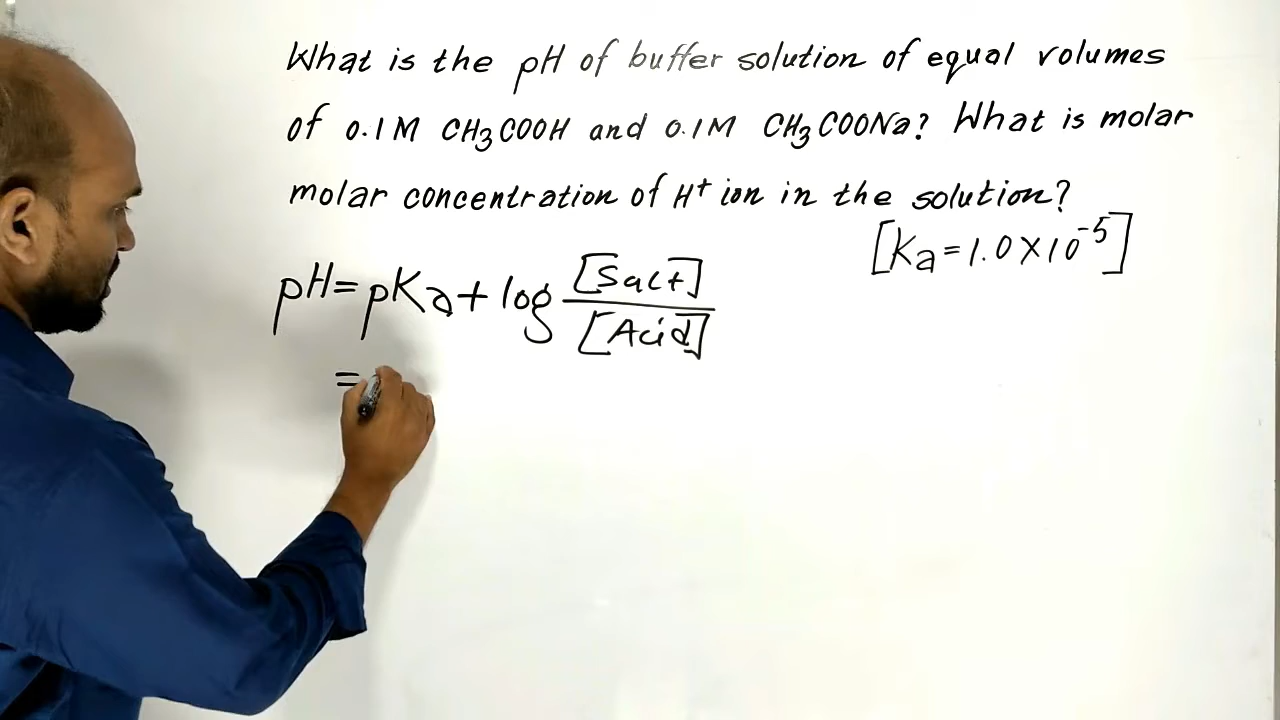 What is the pH of buffer solution of equal volumes
of 0.1M CH3COOH and 0.1M CH3COONa? What is molar
molar concentration of H+ ion in the solution?
[Ka=1.0×10-5]
pH=pKa+log [Salt]/[Acid]
=